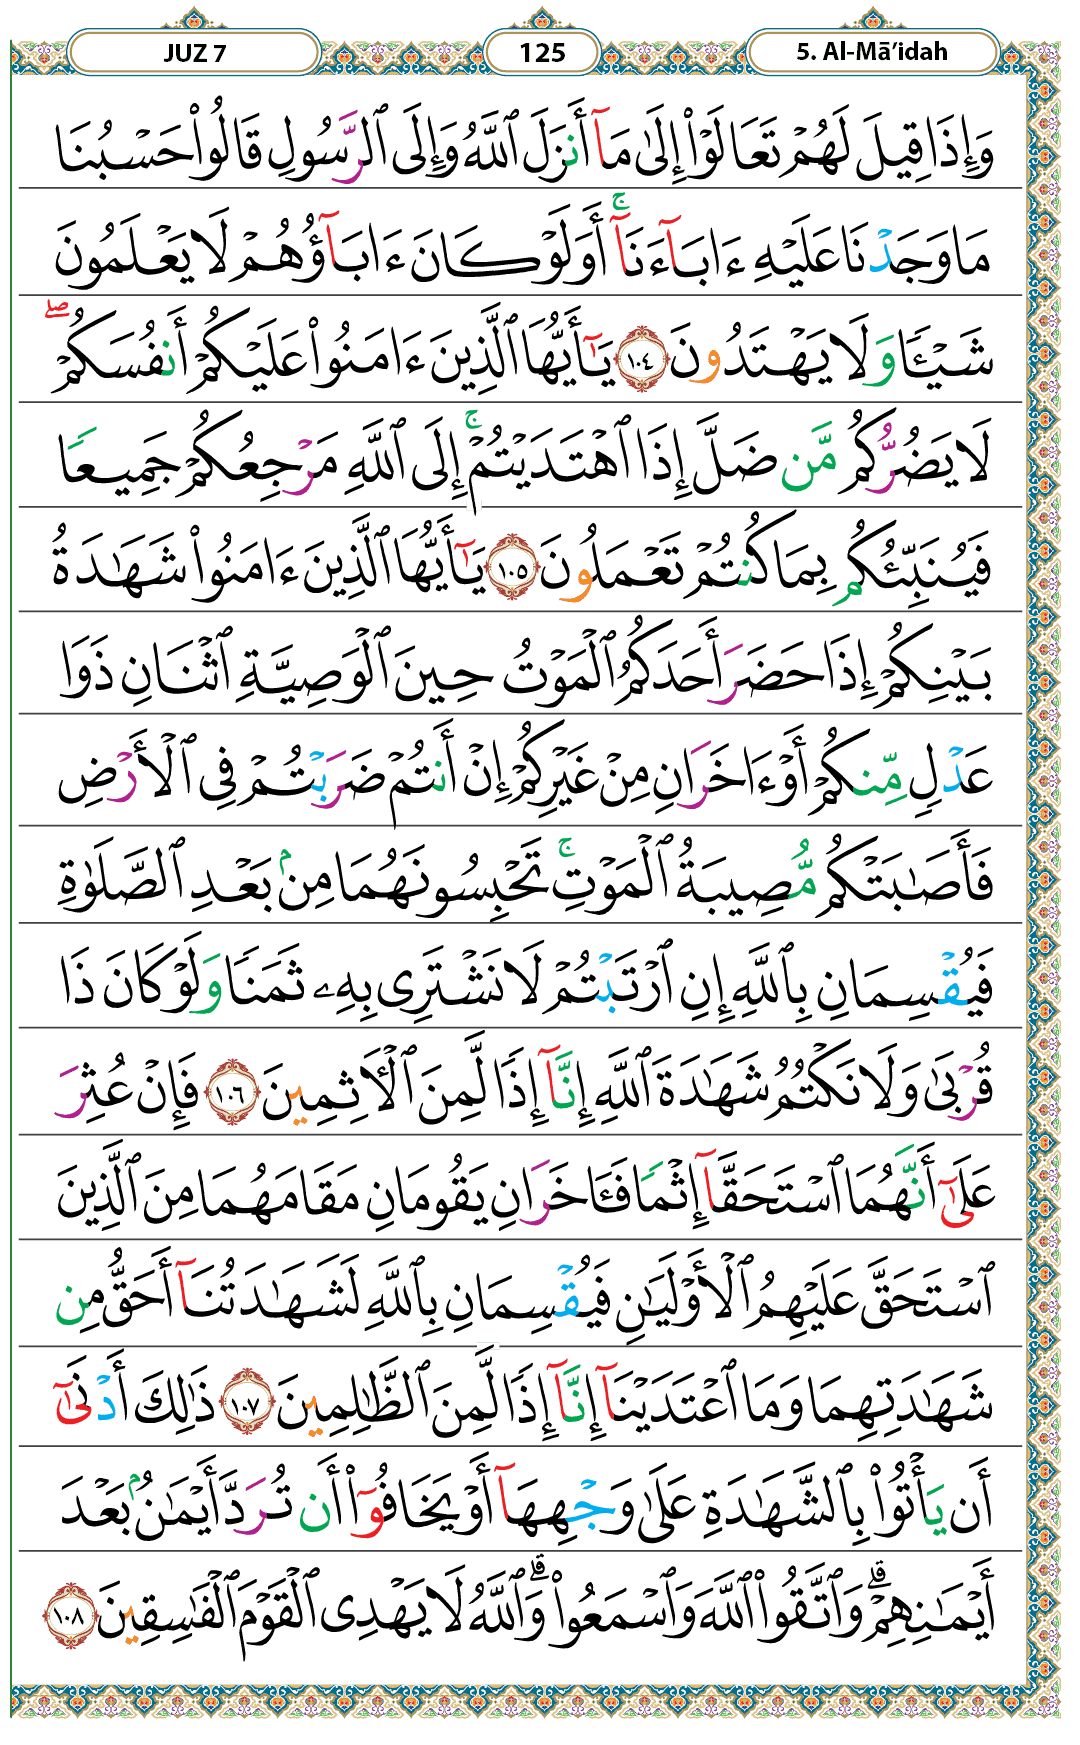 JUZ 7
125
5. Al-Mā’idah
وَإِذَا قِيلَ لَهُمْ تَعَالَوْا۟ إِلَىٰ مَآ أَنزَلَ ٱللَّهُ وَإِلَى ٱلرَّسُولِ قَالُوا۟ حَسْبُنَا
مَا وَجَدْنَا عَلَيْهِ ءَابَآءَنَآ ۚ أَوَلَوْ كَانَ ءَابَآؤُهُمْ لَا يَعْلَمُونَ
شَيْـًٔا وَلَا يَهْتَدُونَ ١٠٤ يَـٰٓأَيُّهَا ٱلَّذِينَ ءَامَنُوا۟ عَلَيْكُمْ أَنفُسَكُمْ ۖ
لَا يَضُرُّكُم مَّن ضَلَّ إِذَا ٱهْتَدَيْتُمْ ۚ إِلَى ٱللَّهِ مَرْجِعُكُمْ جَمِيعًا
فَيُنَبِّئُكُم بِمَا كُنتُمْ تَعْمَلُونَ ١٠٥ يَـٰٓأَيُّهَا ٱلَّذِينَ ءَامَنُوا۟ شَهَـٰدَةُ
بَيْنِكُمْ إِذَا حَضَرَ أَحَدَكُمُ ٱلْمَوْتُ حِينَ ٱلْوَصِيَّةِ ٱثْنَانِ ذَوَا
عَدْلٍ مِّنكُمْ أَوْ ءَاخَرَانِ مِنْ غَيْرِكُمْ إِنْ أَنتُمْ ضَرَبْتُمْ فِى ٱلْأَرْضِ
فَأَصَـٰبَتْكُم مُّصِيبَةُ ٱلْمَوْتِ ۚ تَحْبِسُونَهُمَا مِنۢ بَعْدِ ٱلصَّلَوٰةِ
فَيُقْسِمَانِ بِٱللَّهِ إِنِ ٱرْتَبْتُمْ لَا نَشْتَرِى بِهِۦ ثَمَنًا وَلَوْ كَانَ ذَا
قُرْبَىٰ وَلَا نَكْتُمُ شَهَـٰدَةَ ٱللَّهِ إِنَّآ إِذًا لَّمِنَ ٱلْـَٔاثِمِينَ ١٠٦ فَإِنْ عُثِرَ
عَلَىٰٓ أَنَّهُمَا ٱسْتَحَقَّآ إِثْمًا فَـَٔاخَرَانِ يَقُومَانِ مَقَامَهُمَا مِنَ ٱلَّذِينَ
ٱسْتَحَقَّ عَلَيْهِمُ ٱلْأَوْلَيَـٰنِ فَيُقْسِمَانِ بِٱللَّهِ لَشَهَـٰدَتُنَآ أَحَقُّ مِن
شَهَـٰدَتِهِمَا وَمَا ٱعْتَدَيْنَآ إِنَّآ إِذًا لَّمِنَ ٱلظَّـٰلِمِينَ ١٠٧ ذَٰلِكَ أَدْنَىٰٓ
أَن يَأْتُوا۟ بِٱلشَّهَـٰدَةِ عَلَىٰ وَجْهِهَآ أَوْ يَخَافُوٓا۟ أَن تُرَدَّ أَيْمَـٰنٌۢ بَعْدَ
أَيْمَـٰنِهِمْ ۗ وَٱتَّقُوا۟ ٱللَّهَ وَٱسْمَعُوا۟ ۗ وَٱللَّهُ لَا يَهْدِى ٱلْقَوْمَ ٱلْفَـٰسِقِينَ ١٠٨